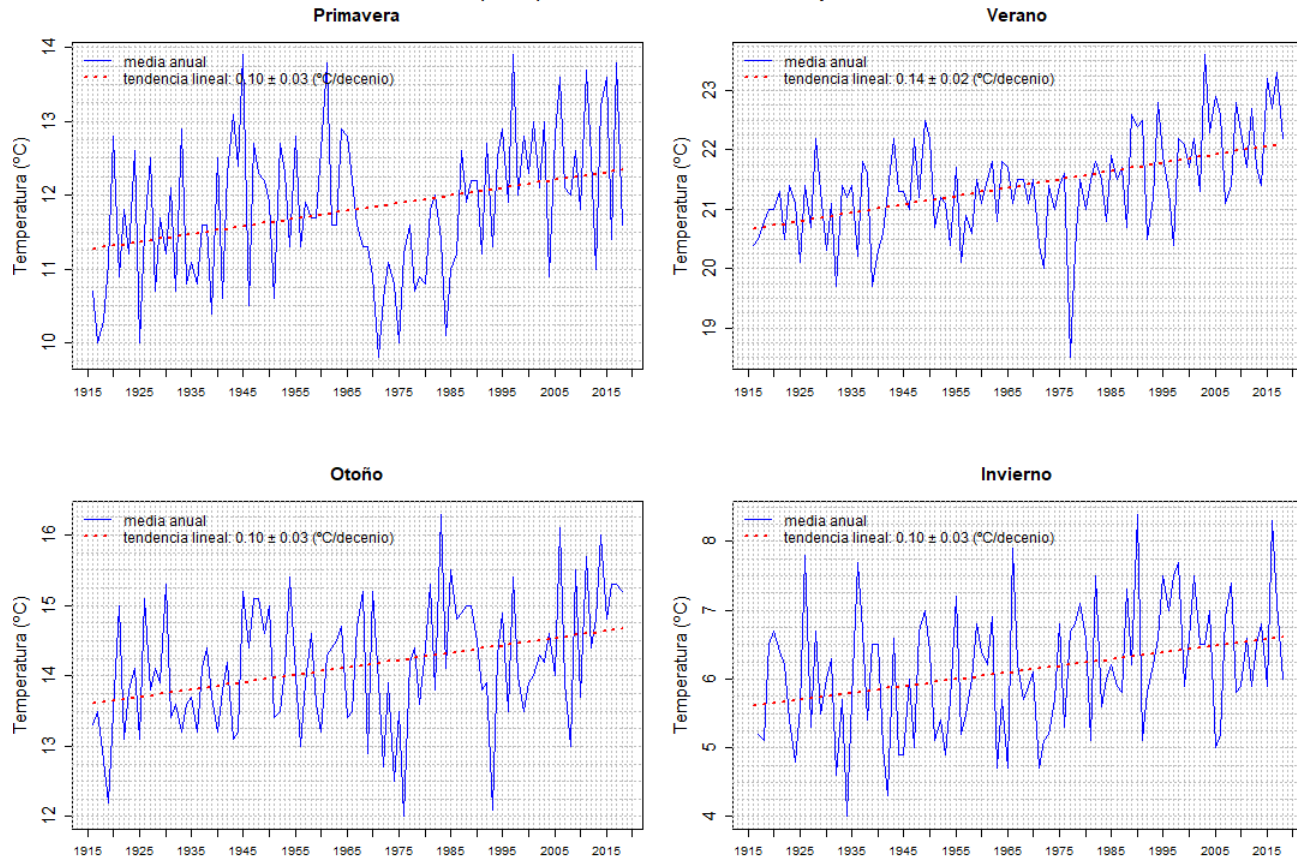 Primavera
media anual
tendencia lineal: 0.10 ± 0.03 (ºC/decenio)
Temperatura (ºC)
14
13
12
11
10
1915 1925 1935 1945 1955 1965 1975 1985 1995 2005 2015
Verano
media anual
tendencia lineal: 0.14 ± 0.02 (ºC/decenio)
Temperatura (ºC)
23
22
21
20
19
1915 1925 1935 1945 1955 1965 1975 1985 1995 2005 2015
Otoño
media anual
tendencia lineal: 0.10 ± 0.03 (ºC/decenio)
Temperatura (ºC)
16
15
14
13
12
1915 1925 1935 1945 1955 1965 1975 1985 1995 2005 2015
Invierno
media anual
tendencia lineal: 0.10 ± 0.03 (ºC/decenio)
Temperatura (ºC)
8
7
6
5
4
1915 1925 1935 1945 1955 1965 1975 1985 1995 2005 2015